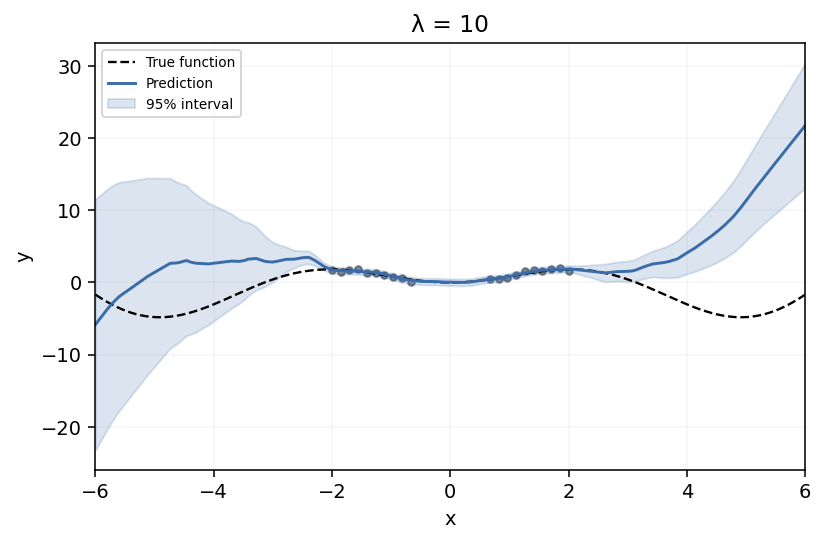 λ = 10
True function
Prediction
95% interval
30
20
10
0
−10
−20
y
−6
−4
−2
0
2
4
6
x